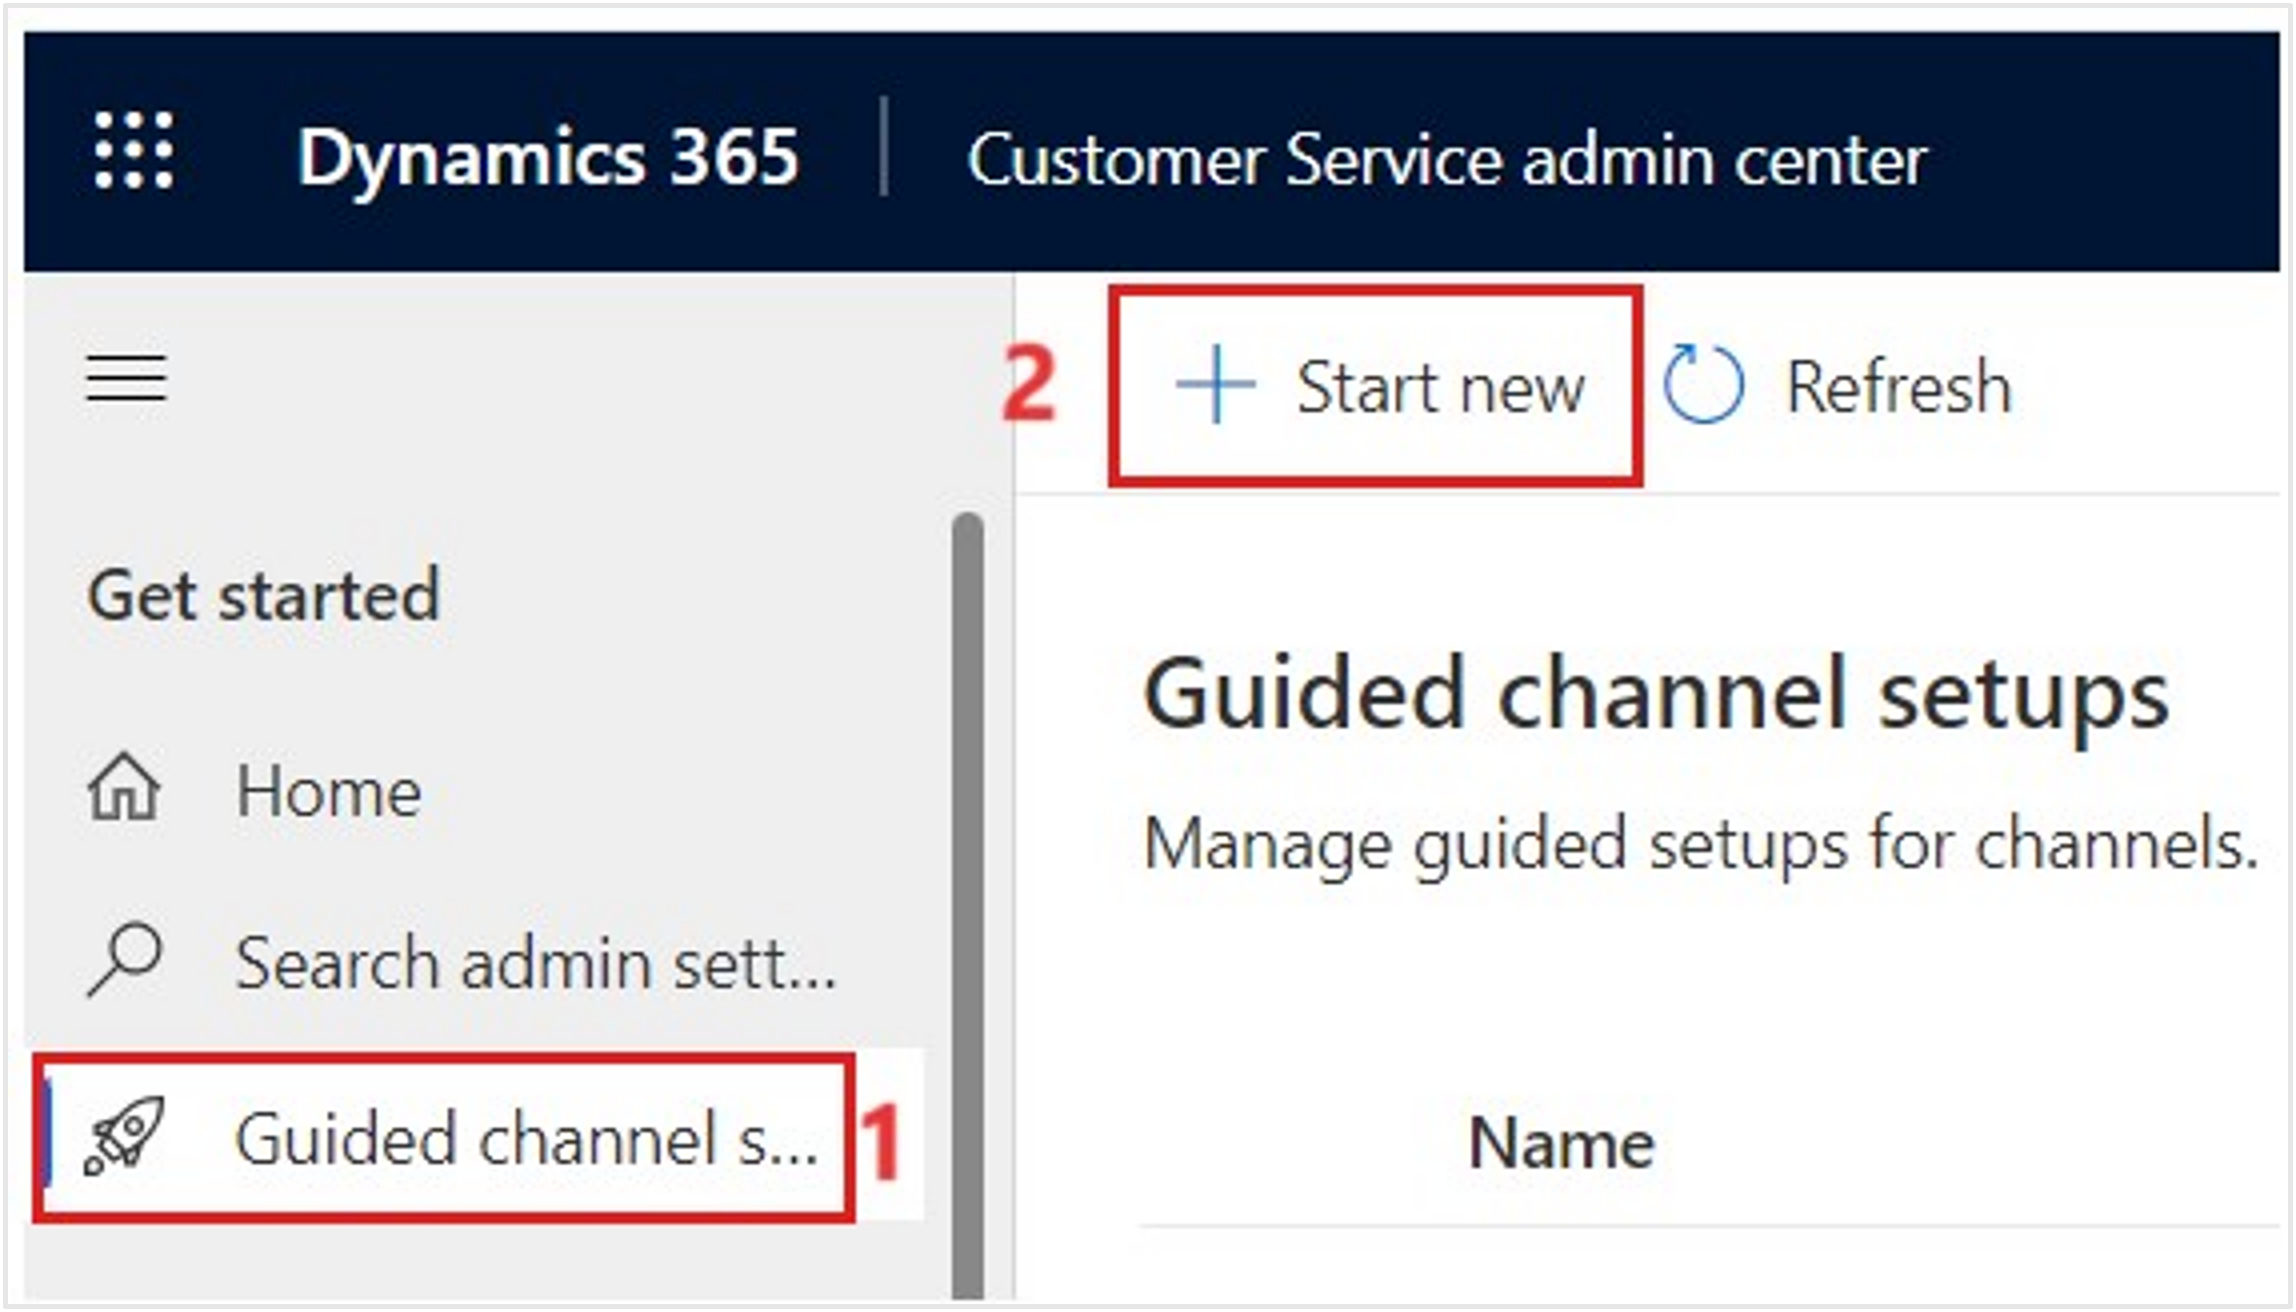 Dynamics 365 | Customer Service admin center
2
Start new
Refresh
Get started
Guided channel setups
Home
Manage guided setups for channels.
Search admin sett...
Guided channel s...
1
Name